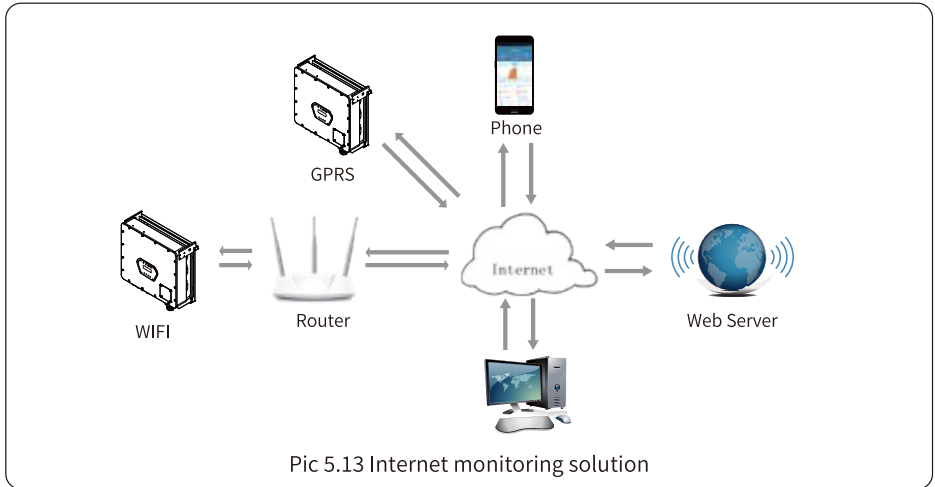 Phone
GPRS
Internet
WIFI
Router
Web Server
Pic 5.13 Internet monitoring solution